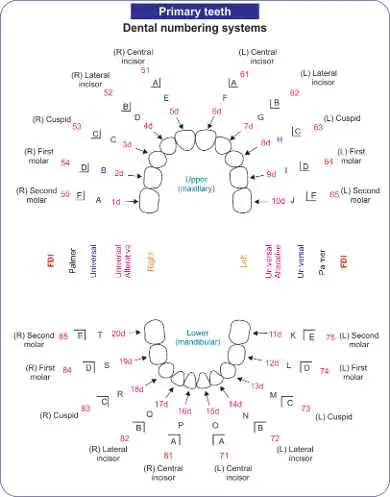 Primary teeth
Dental numbering systems
(R) Central
incisor
51
A
E
5d
(L) Central
incisor
61
A
F
6d
(R) Lateral
incisor
52
B
D
4d
(L) Lateral
incisor
62
B
G
7d
(R) Cuspid
53
C
C
3d
(L) Cuspid
63
C
H
8d
(R) First
molar
54
D
B
2d
(L) First
molar
64
D
I
9d
(R) Second
molar
55
E
A
1d
(L) Second
molar
65
E
J
10d
Upper
(maxillary)
FDI
Palmer
Universal
Universal
Alternative
Right
Left
Universal
Alternative
Universal
Palmer
FDI
Lower
(mandibular)
(R) Second
molar
85
E
T
20d
11d
K
E
75
(L) Second
molar
(R) First
molar
84
D
S
19d
12d
L
D
74
(L) First
molar
(R) Cuspid
83
C
R
18d
13d
M
C
73
(L) Cuspid
(R) Lateral
incisor
82
B
Q
17d
14d
N
B
72
(L) Lateral
incisor
(R) Central
incisor
81
A
P
16d
15d
O
A
71
(L) Central
incisor